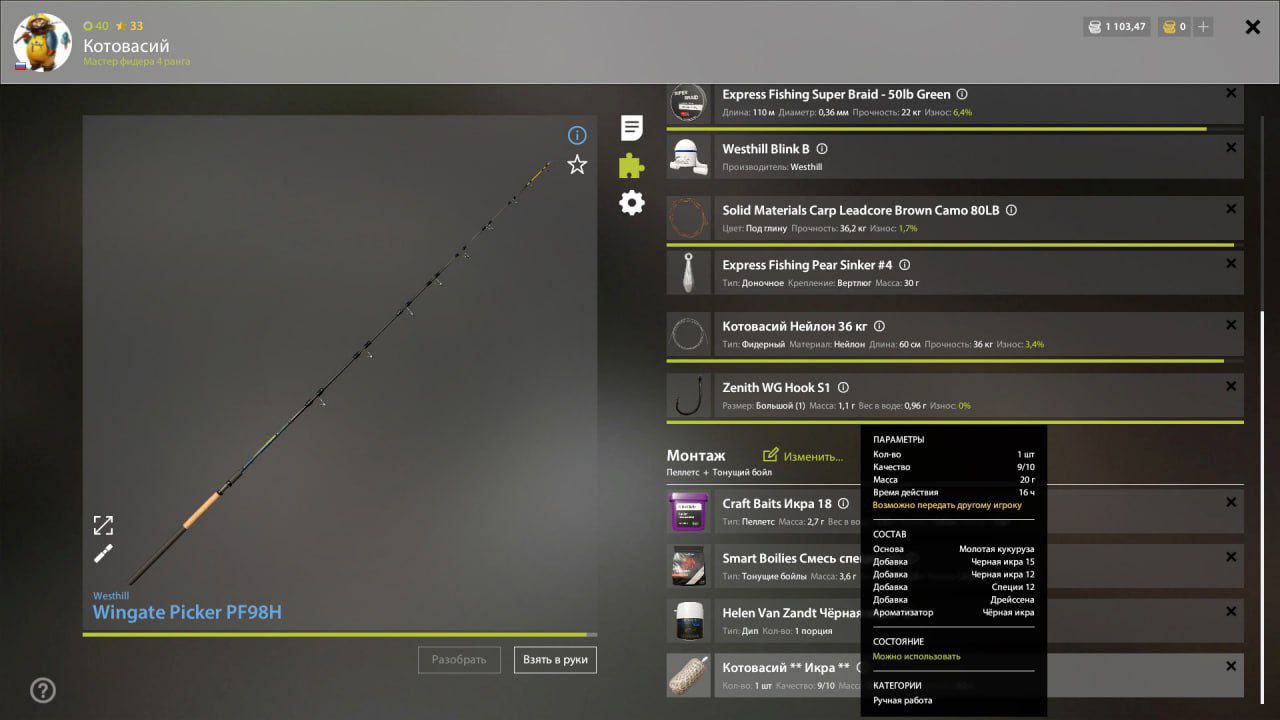 40 33
Котовасий
Мастер фидера 4 ранга
1 103,47 0
Westhill
Wingate Picker PF98H
Разобрать Взять в руки
Express Fishing Super Braid - 50lb Green
Длина: 110 м Диаметр: 0,36 мм Прочность: 22 кг Износ: 6,4%
Westhill Blink B
Производитель: Westhill
Solid Materials Carp Leadcore Brown Camo 80LB
Цвет: Под глину Прочность: 36,2 кг Износ: 1,7%
Express Fishing Pear Sinker #4
Тип: Доночное Крепление: Вертлюг Масса: 30 г
Котовасий Нейлон 36 кг
Тип: Фидерный Материал: Нейлон Длина: 60 см Прочность: 36 кг Износ: 3,4%
Zenith WG Hook S1
Размер: Большой (1) Масса: 1,1 г Вес в воде: 0,96 г Износ: 0%
Монтаж Изменить...
Пеллетс + Тонущий бойл
Craft Baits Икра 18
Тип: Пеллетс Масса: 2,7 г Вес в во
Smart Boilies Смесь спе
Тип: Тонущие бойлы Масса: 3,6 г
Helen Van Zandt Чёрная
Тип: Дип Кол-во: 1 порция
Котовасий ** Икра **
Кол-во: 1 шт Качество: 9/10 Масс
ПАРАМЕТРЫ
Кол-во 1 шт
Качество 9/10
Масса 20 г
Время действия 16 ч
Возможно передать другому игроку
СОСТАВ
Основа Молотая кукуруза
Добавка Черная икра 15
Добавка Черная икра 12
Добавка Специи 12
Добавка Дрейссена
Ароматизатор Чёрная икра
СОСТОЯНИЕ
Можно использовать
КАТЕГОРИИ
Ручная работа